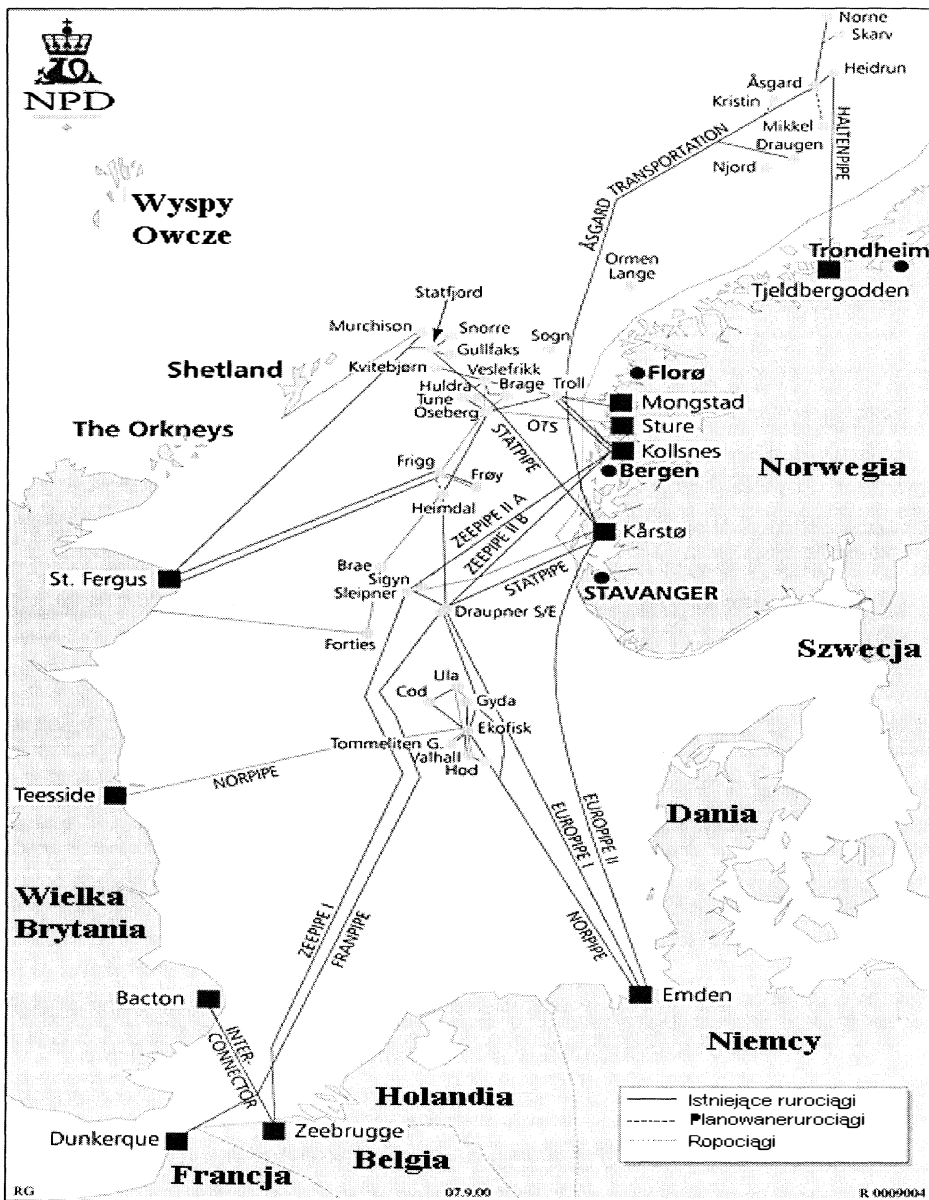 Norne
Skarv
NPD
Heidrun
Åsgard
Kristin
Mikkel
Draugen
Njord
HALTENPIPE
ÅSGARD TRANSPORTATION
Wyspy
Owcze
Trondheim
Tjeldbergodden
Ormen
Lange
Statfjord
Murchison
Snorre
Sogn
Gullfaks
Kvitebjørn
Veslefrikk
Shetland
Huldra
Brage
Troll
Florø
Tune
Oseberg
Mongstad
OTS
Sture
The Orkneys
STATPIPE
Kollsnes
Frigg
Frøy
Bergen
Norwegia
Heimdal
ZEEPIPE II A
ZEEPIPE II B
Kårstø
Brae
St. Fergus
Sigyn
Sleipner
STATPIPE
STAVANGER
Draupner S/E
Forties
Szwecja
Ula
Cod
Gyda
Ekofisk
Tommeliten G.
Valhall
Hod
NORPIPE
Teesside
Dania
EUROPIPE II
EUROPIPE I
Wielka
Brytania
ZEEPIPE I
FRANPIPE
NORPIPE
Bacton
Emden
INTER-
CONNECTOR
Niemcy
Holandia
Istniejące rurociągi
Planowanerurociągi
Ropociągi
Dunkerque
Zeebrugge
Belgia
Francja
RG
07.9.00
R 0009004